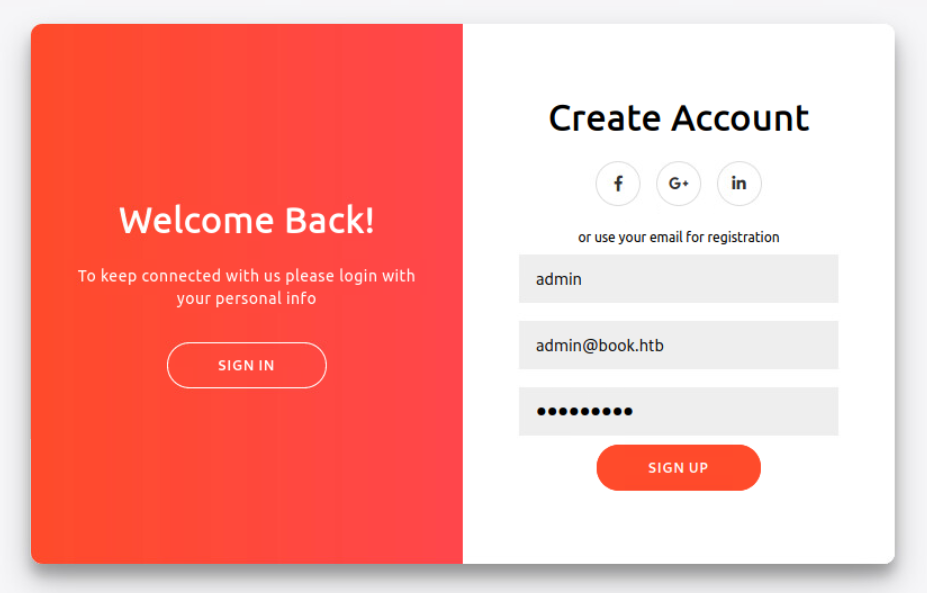 Welcome Back!
To keep connected with us please login with
your personal info
SIGN IN
Create Account
f
G+
in
or use your email for registration
admin
admin@book.htb
●●●●●●●●●
SIGN UP